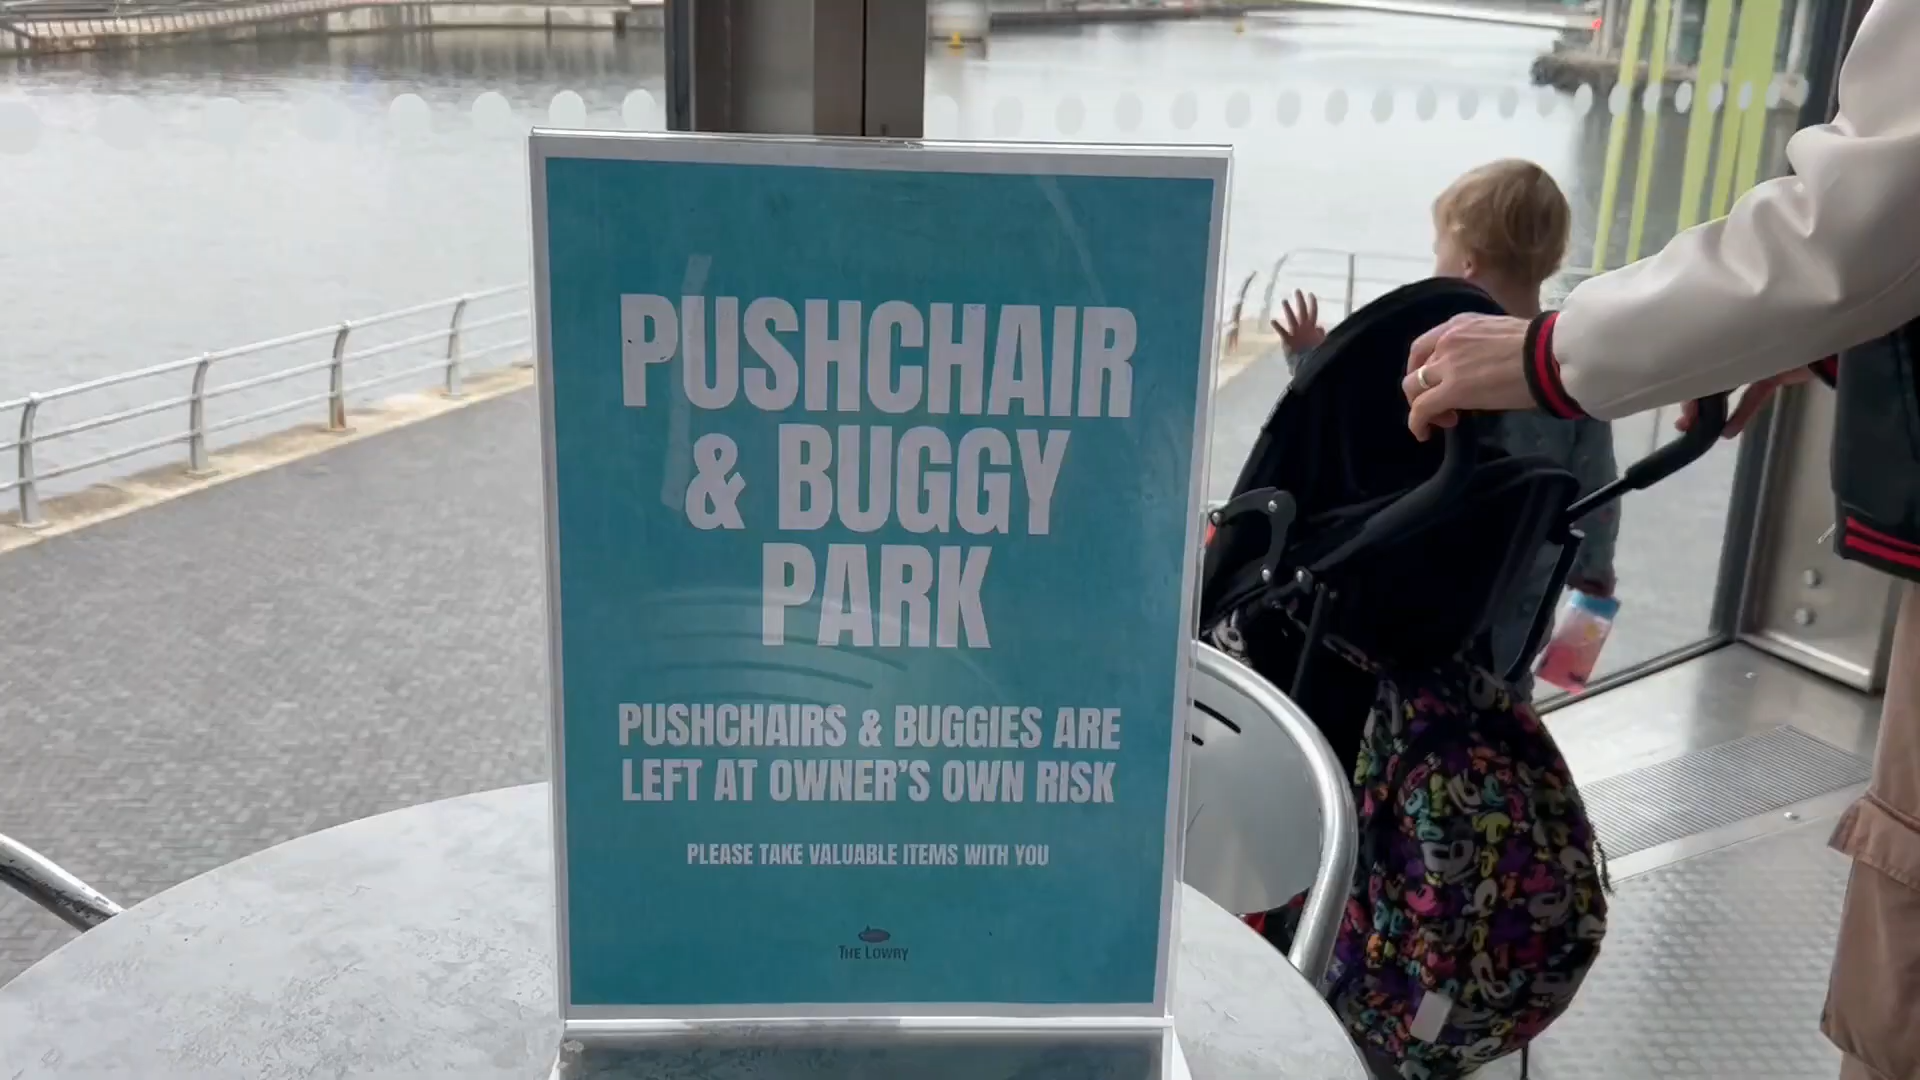 PUSHCHAIR
& BUGGY
PARK
PUSHCHAIRS & BUGGIES ARE
LEFT AT OWNER'S OWN RISK
PLEASE TAKE VALUABLE ITEMS WITH YOU
THE LOWRY